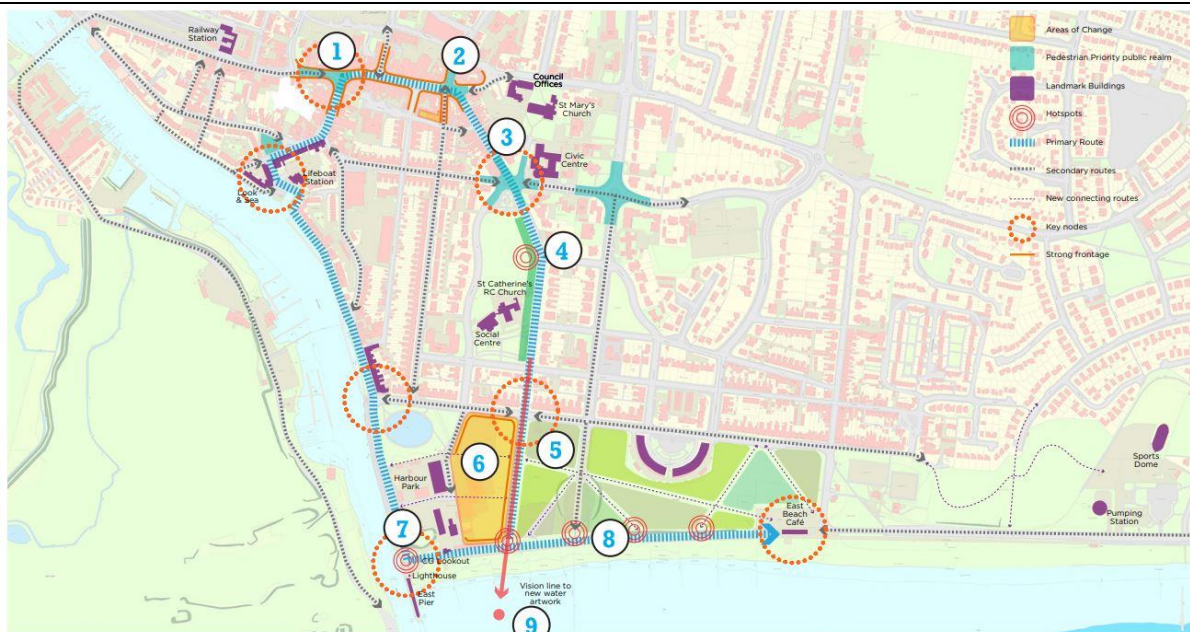 Railway
Station
1
2
Council
Offices
St Mary's
Church
3
Civic
Centre
Lifeboat
Station
Cook
& Sea
4
St Catherine's
RC Church
Social
Centre
5
6
Harbour
Park
7
8
East
Beach
Café
Sports
Dome
Pumping
Station
CG Lookout
Lighthouse
East
Pier
Vision line to
new water
artwork
9
Areas of Change
Pedestrian Priority public realm
Landmark Buildings
Hotspots
Primary Route
Secondary routes
New connecting routes
Key nodes
Strong frontage